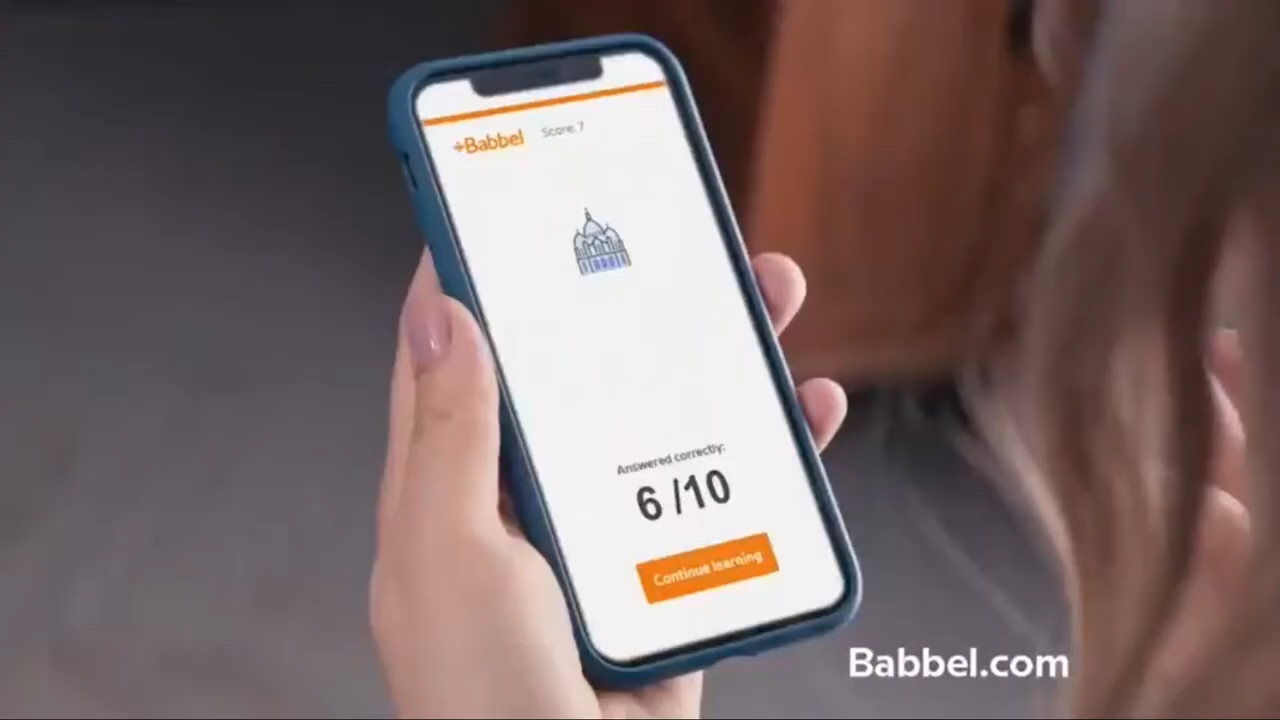 +Babbel Score: 7
Answered correctly:
6 /10
Continue learning
Babbel.com